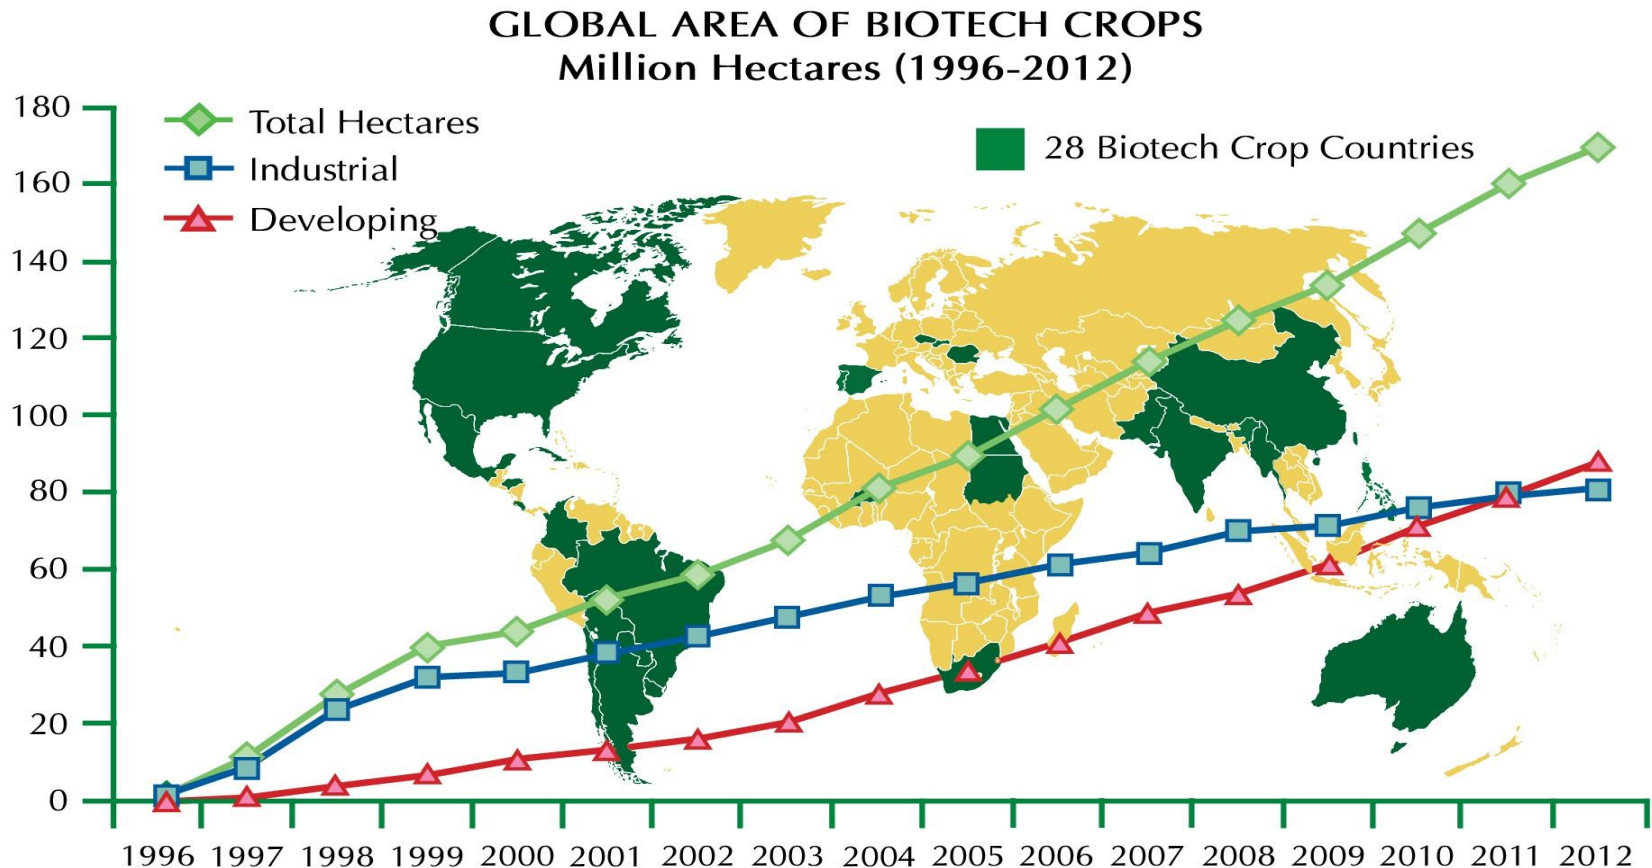 GLOBAL AREA OF BIOTECH CROPS
Million Hectares (1996-2012)
Total Hectares
Industrial
Developing
28 Biotech Crop Countries
180
160
140
120
100
80
60
40
20
0
1996 1997 1998 1999 2000 2001 2002 2003 2004 2005 2006 2007 2008 2009 2010 2011 2012